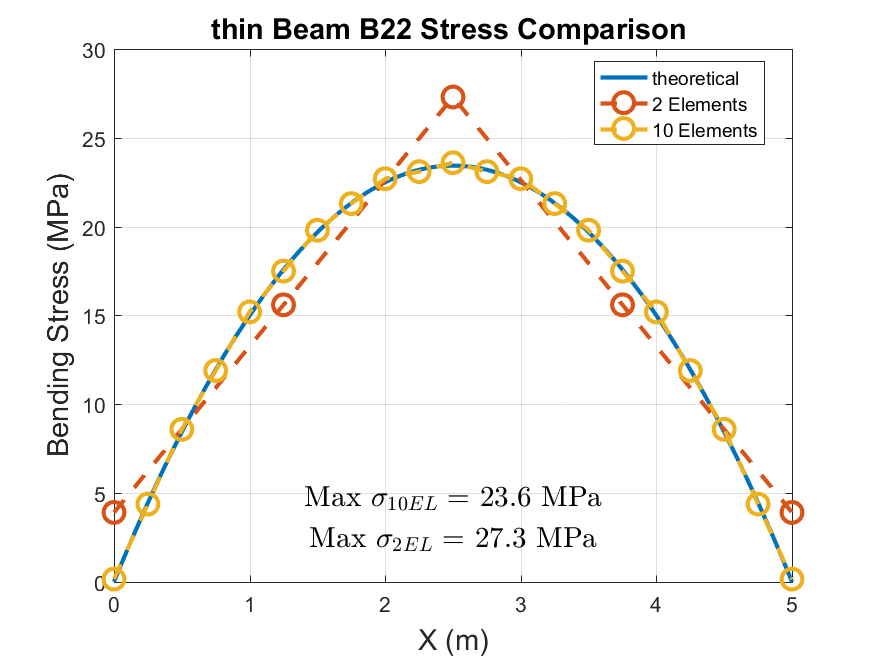 thin Beam B22 Stress Comparison
30
25
20
15
10
5
0
Bending Stress (MPa)
theoretical
2 Elements
10 Elements
Max σ10EL = 23.6 MPa
Max σ2EL = 27.3 MPa
0 1 2 3 4 5
X (m)